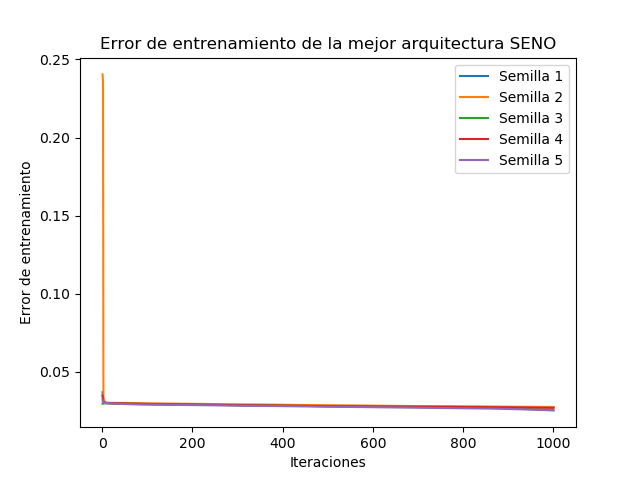 Error de entrenamiento de la mejor arquitectura SENO
0.25
0.20
0.15
0.10
0.05
Error de entrenamiento
Semilla 1
Semilla 2
Semilla 3
Semilla 4
Semilla 5
0 200 400 600 800 1000
Iteraciones